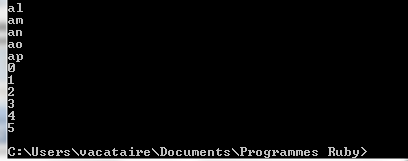 al
am
an
ao
ap
0
1
2
3
4
5
C:\Users\vacataire\Documents\Programmes Ruby>